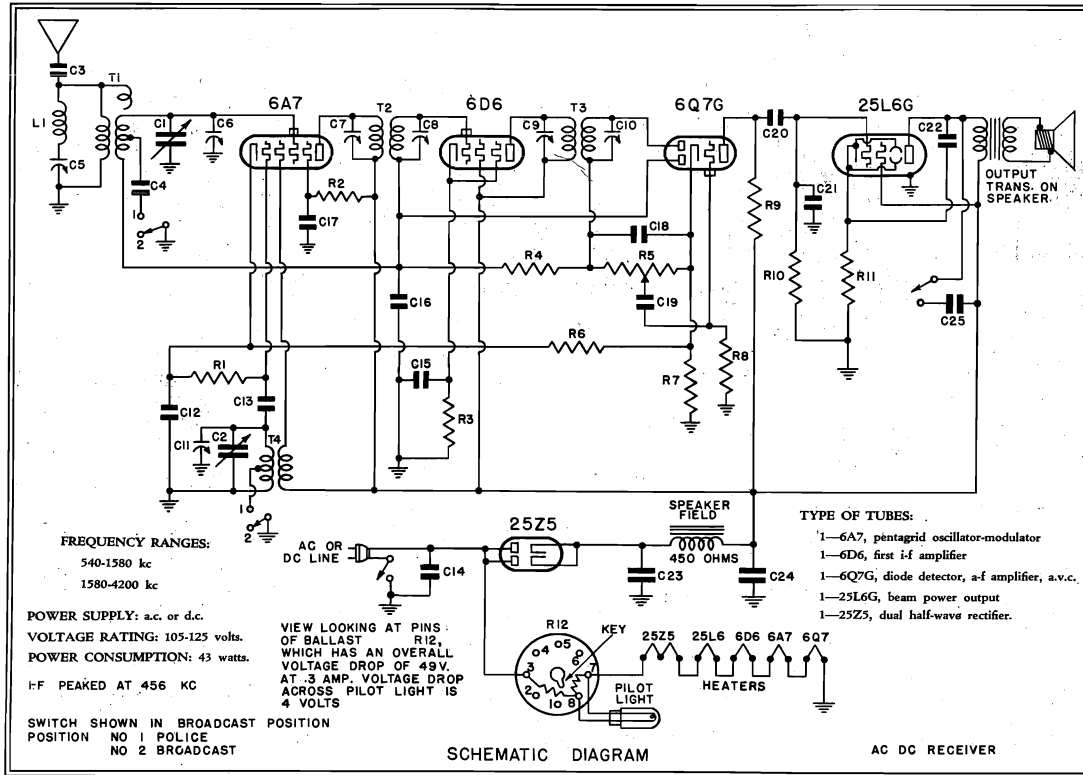 6A7
6D6
6Q7G
25L6G
C3
T1
C1
C6
C7
T2
C8
C9
T3
C10
C20
C22
L1
C5
C4
1
2
R2
C17
C21
OUTPUT
TRANS. ON
SPEAKER.
R9
C18
R4
R5
C19
R10
R11
C16
C25
R6
R1
C15
R7
R8
C12
C13
R3
C11
C2
T4
1
2
FREQUENCY RANGES:
540-1580 kc
1580-4200 kc
POWER SUPPLY: a.c. or d.c.
VOLTAGE RATING: 105-125 volts.
POWER CONSUMPTION: 43 watts.
I-F PEAKED AT 456 KC
SWITCH SHOWN IN BROADCAST POSITION
POSITION NO 1 POLICE
NO 2 BROADCAST
AC OR
DC LINE
C14
25Z5
SPEAKER
FIELD
450 OHMS
C23
C24
TYPE OF TUBES:
1—6A7, pentagrid oscillator-modulator
1—6D6, first i-f amplifier
1—6Q7G, diode detector, a-f amplifier, a.v.c.
1—25L6G, beam power output
1—25Z5, dual half-wave rectifier.
VIEW LOOKING AT PINS
OF BALLAST R12,
WHICH HAS AN OVERALL
VOLTAGE DROP OF 49V.
AT .3 AMP. VOLTAGE DROP
ACROSS PILOT LIGHT IS
4 VOLTS
R12
KEY
4
5
6
3
7
2
1
8
PILOT
LIGHT
25Z5 25L6 6D6 6A7 6Q7
HEATERS
SCHEMATIC DIAGRAM
AC DC RECEIVER